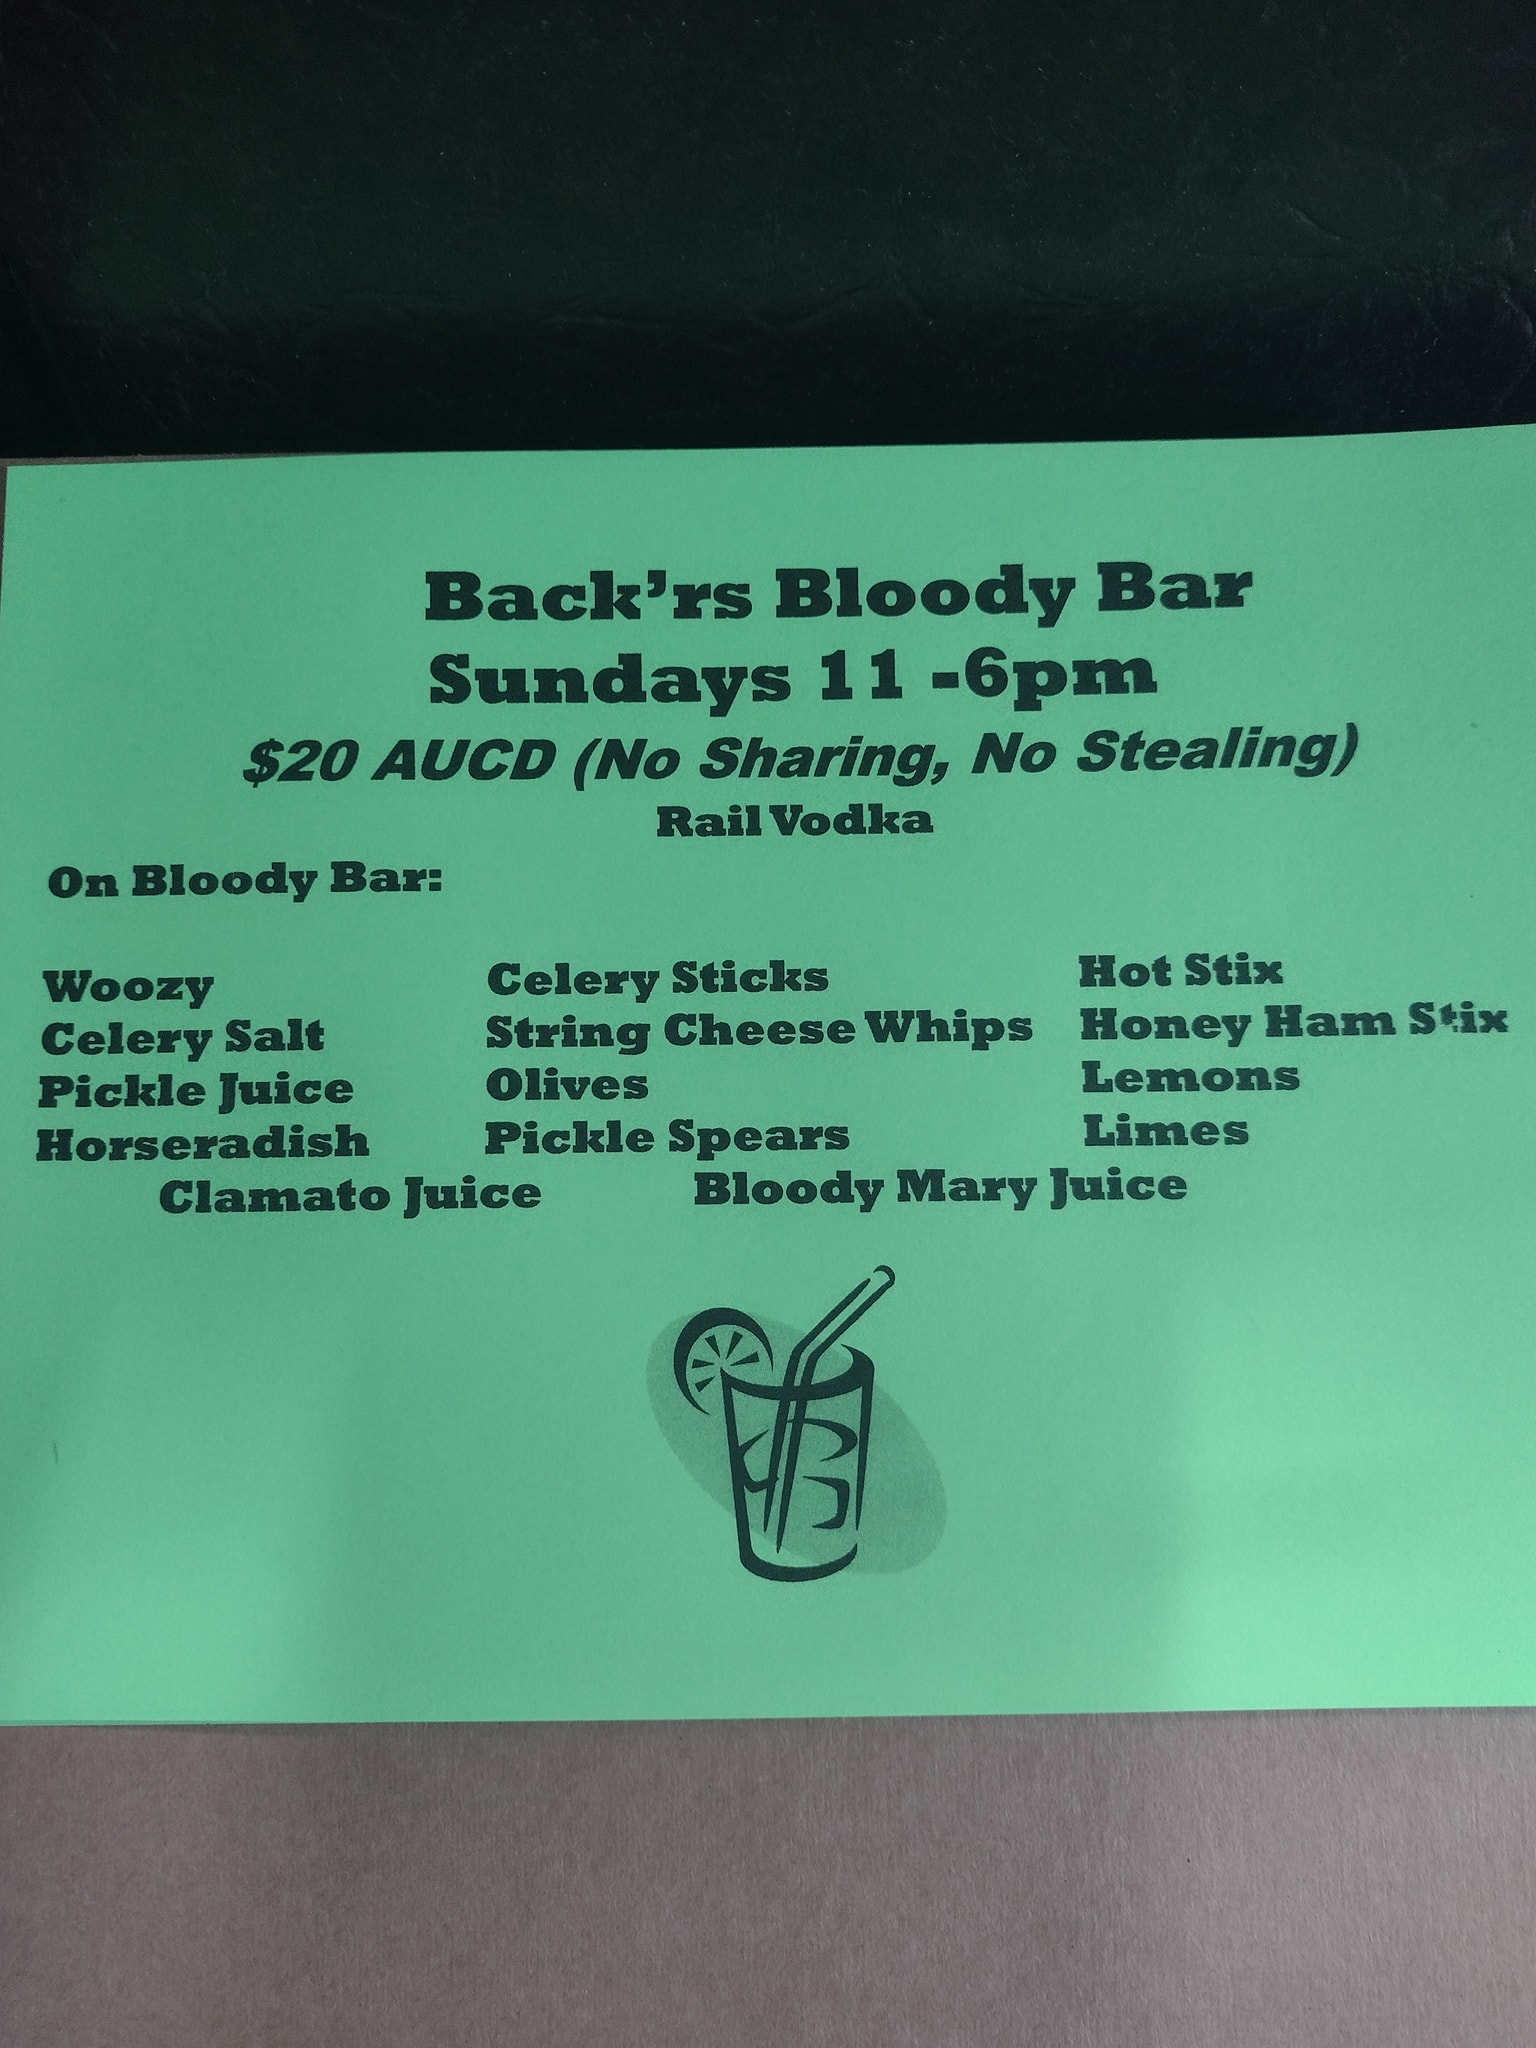 Back'rs Bloody Bar
Sundays 11 -6pm
$20 AUCD (No Sharing, No Stealing)
Rail Vodka
On Bloody Bar:
Woozy Celery Sticks Hot Stix
Celery Salt String Cheese Whips Honey Ham Stix
Pickle Juice Olives Lemons
Horseradish Pickle Spears Limes
Clamato Juice Bloody Mary Juice